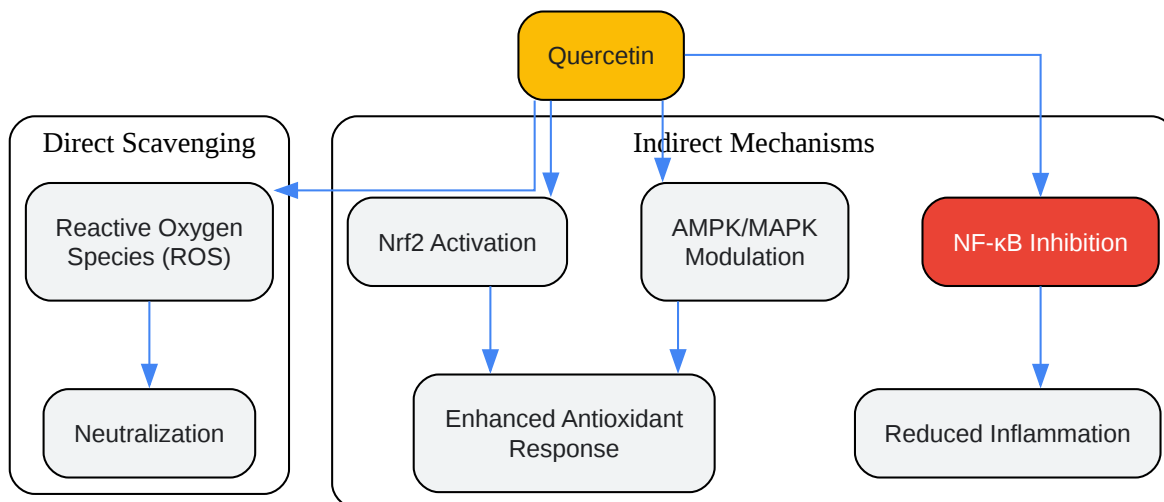 Quercetin
Direct Scavenging
Indirect Mechanisms
Reactive Oxygen
Species (ROS)
Nrf2 Activation
AMPK/MAPK
Modulation
NF-κB Inhibition
Neutralization
Enhanced Antioxidant
Response
Reduced Inflammation